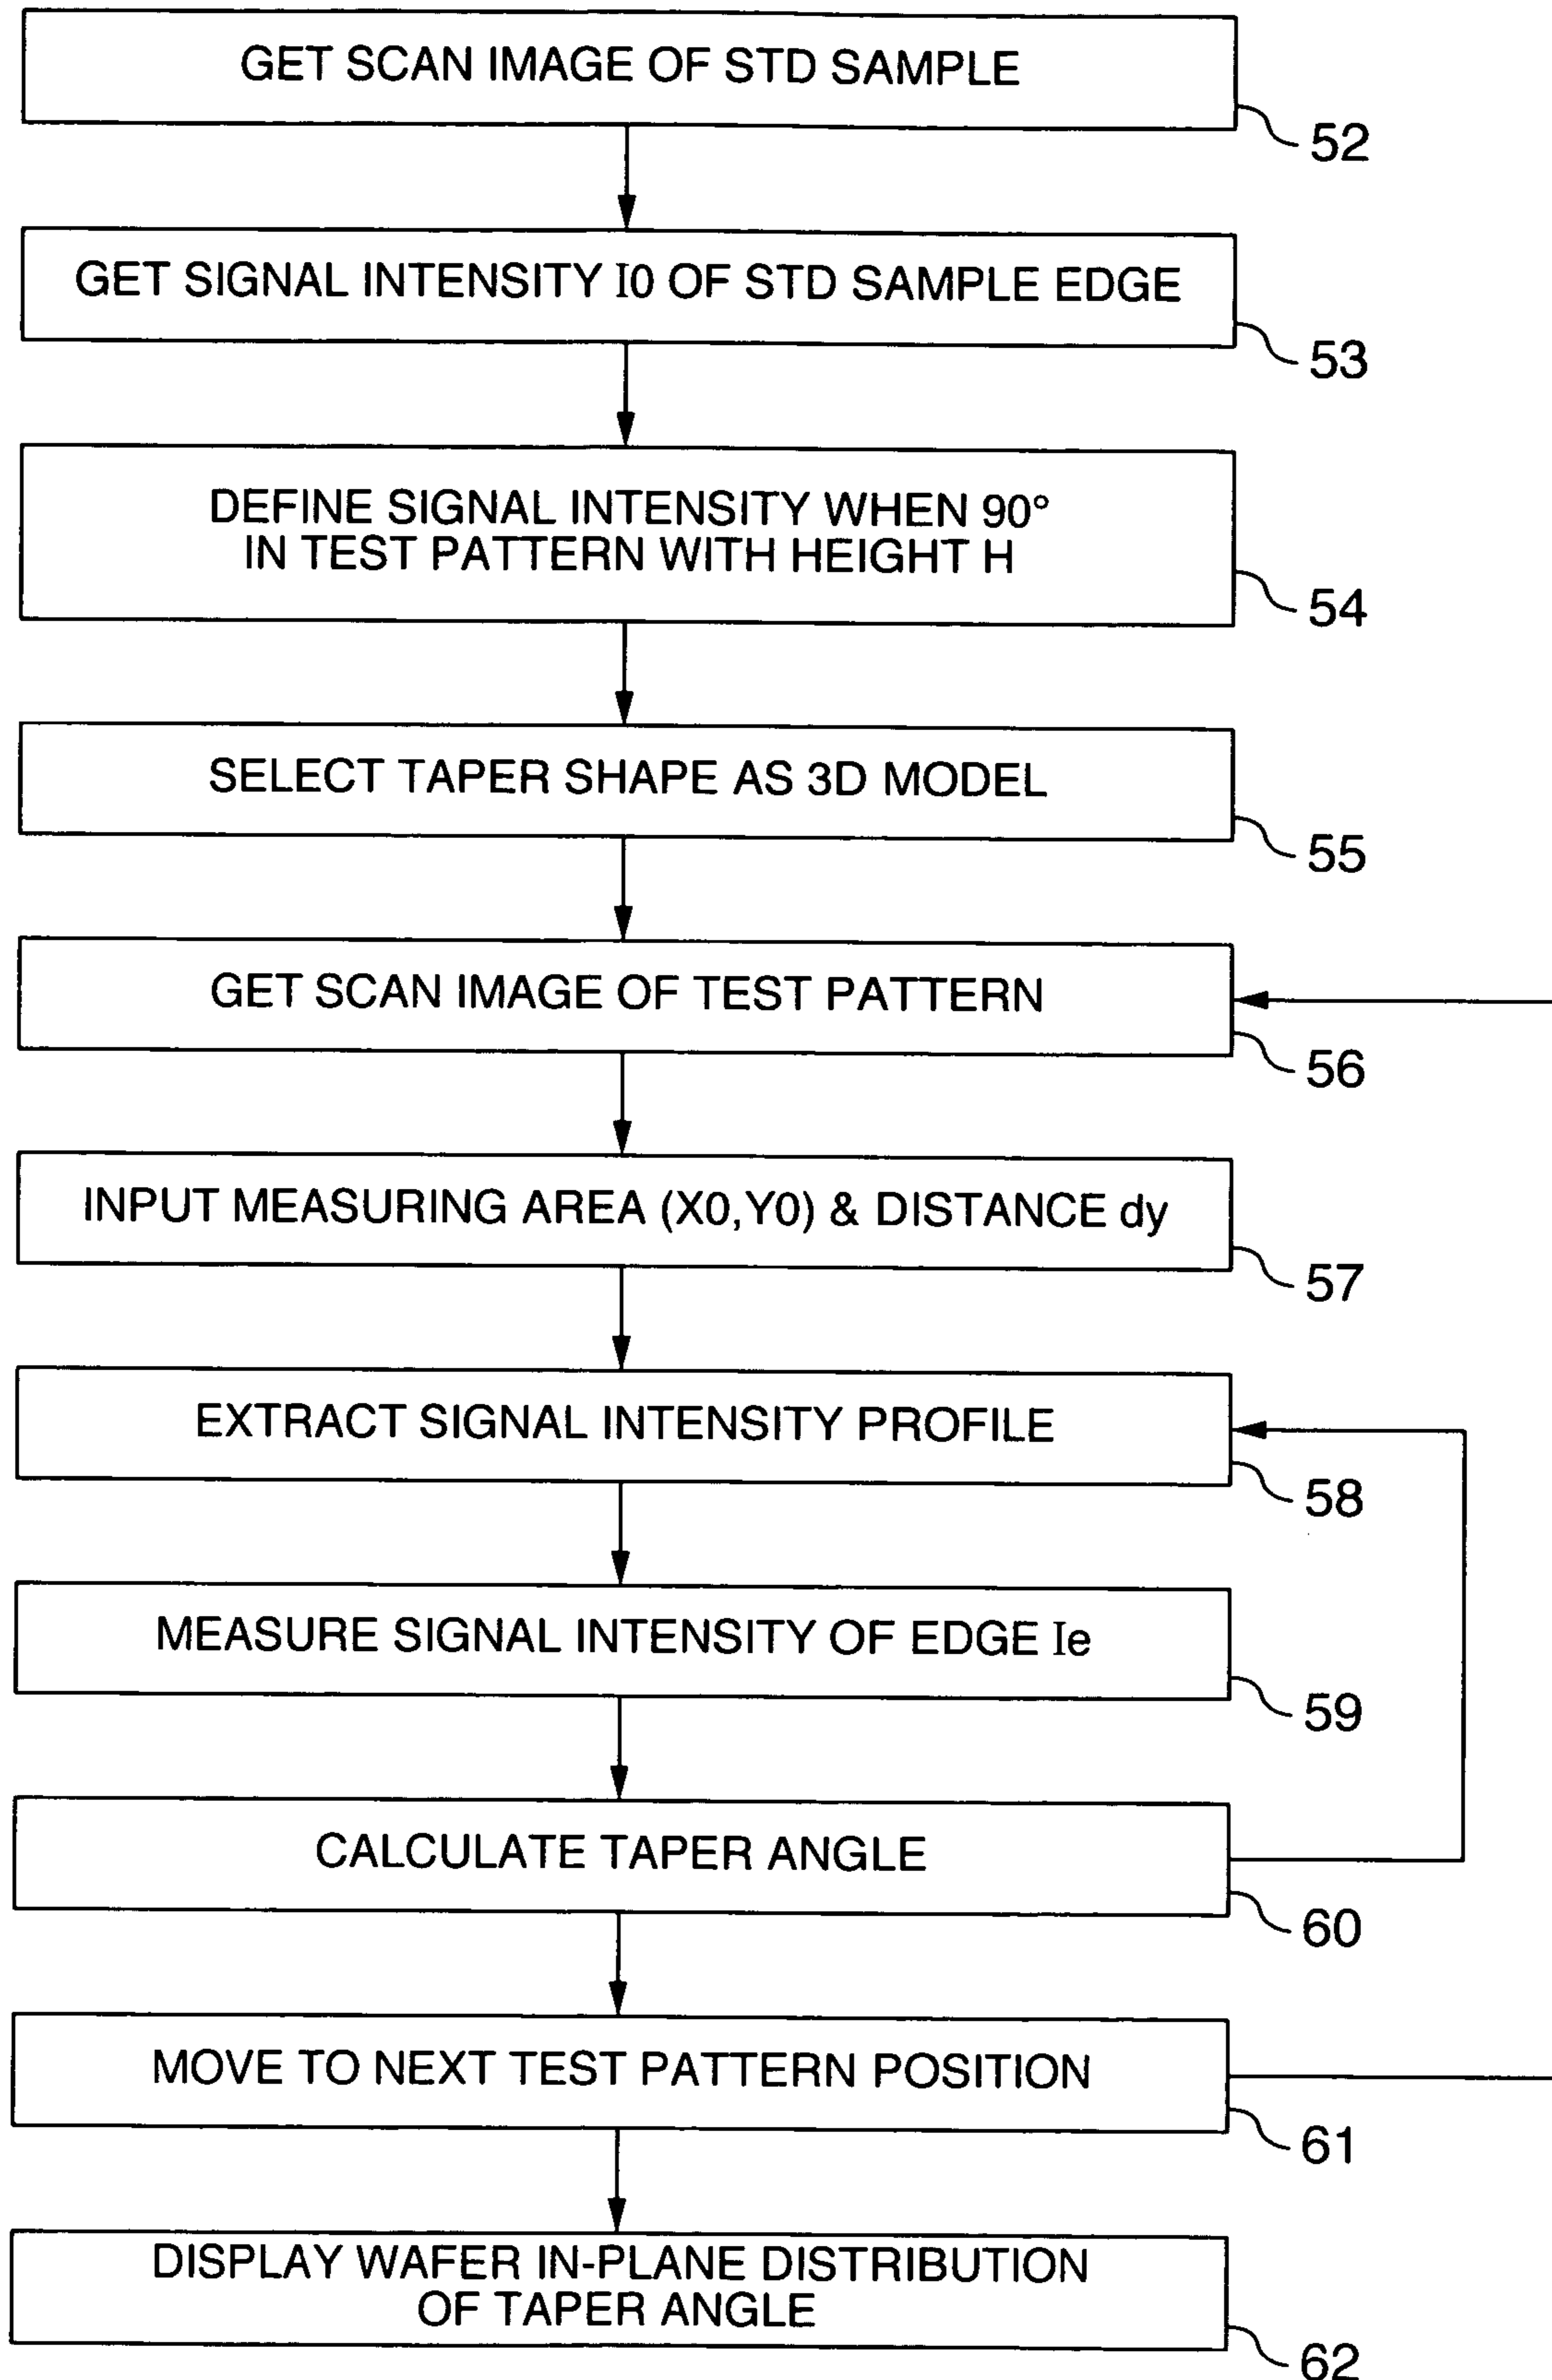 GET SCAN IMAGE OF STD SAMPLE
52
GET SIGNAL INTENSITY I0 OF STD SAMPLE EDGE
53
DEFINE SIGNAL INTENSITY WHEN 90°
IN TEST PATTERN WITH HEIGHT H
54
SELECT TAPER SHAPE AS 3D MODEL
55
GET SCAN IMAGE OF TEST PATTERN
56
INPUT MEASURING AREA (X0,Y0) & DISTANCE dy
57
EXTRACT SIGNAL INTENSITY PROFILE
58
MEASURE SIGNAL INTENSITY OF EDGE Ie
59
CALCULATE TAPER ANGLE
60
MOVE TO NEXT TEST PATTERN POSITION
61
DISPLAY WAFER IN-PLANE DISTRIBUTION
OF TAPER ANGLE
62